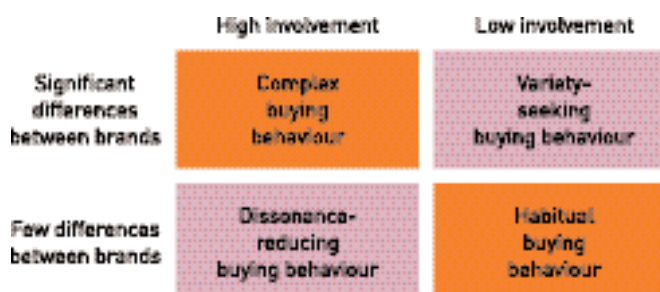 High involvement
Low involvement
Significant
differences
between brands
Complex
buying
behaviour
Variety-
seeking
buying behaviour
Few differences
between brands
Dissonance-
reducing
buying behaviour
Habitual
buying
behaviour